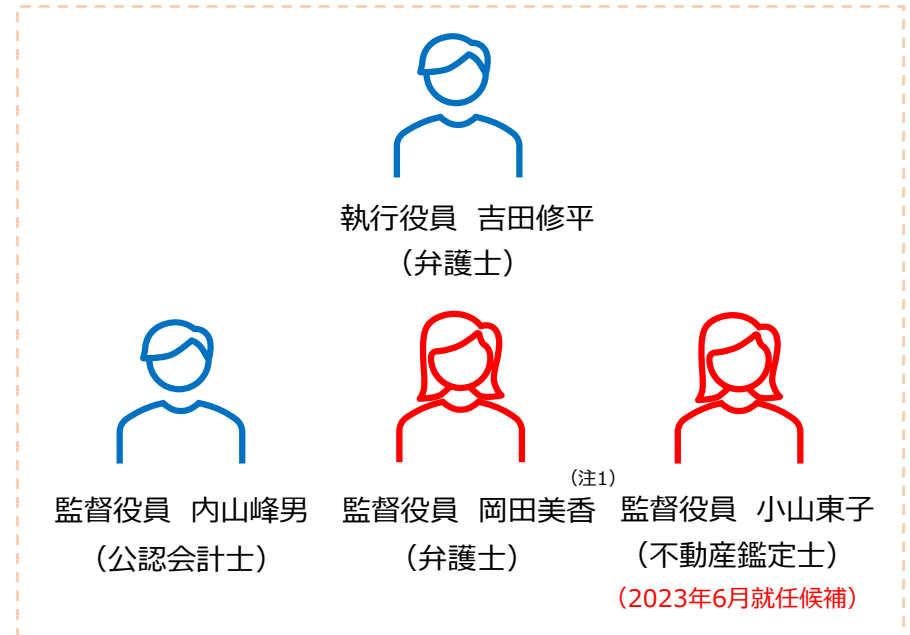 執行役員　吉田修平
（弁護士）
監督役員　内山峰男
（公認会計士）
監督役員　岡田美香（注1）
（弁護士）
監督役員　小山東子
（不動産鑑定士）
（2023年6月就任候補）